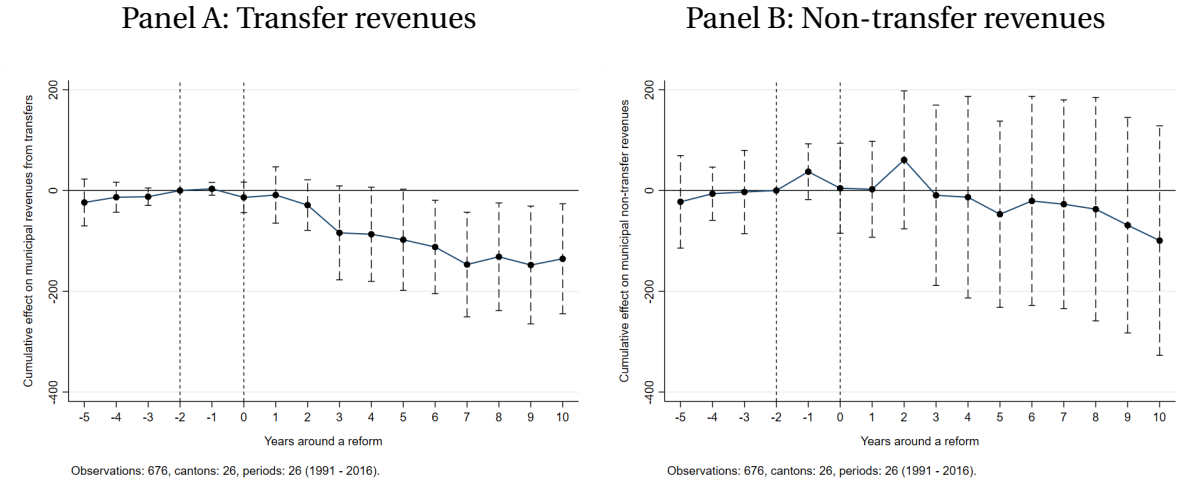 Panel A: Transfer revenues
Cumulative effect on municipal revenues from transfers
200
0
-200
-400
-5 -4 -3 -2 -1 0 1 2 3 4 5 6 7 8 9 10
Years around a reform
Observations: 676, cantons: 26, periods: 26 (1991 - 2016).
Panel B: Non-transfer revenues
Cumulative effect on municipal non-transfer revenues
200
0
-200
-400
-5 -4 -3 -2 -1 0 1 2 3 4 5 6 7 8 9 10
Years around a reform
Observations: 676, cantons: 26, periods: 26 (1991 - 2016).